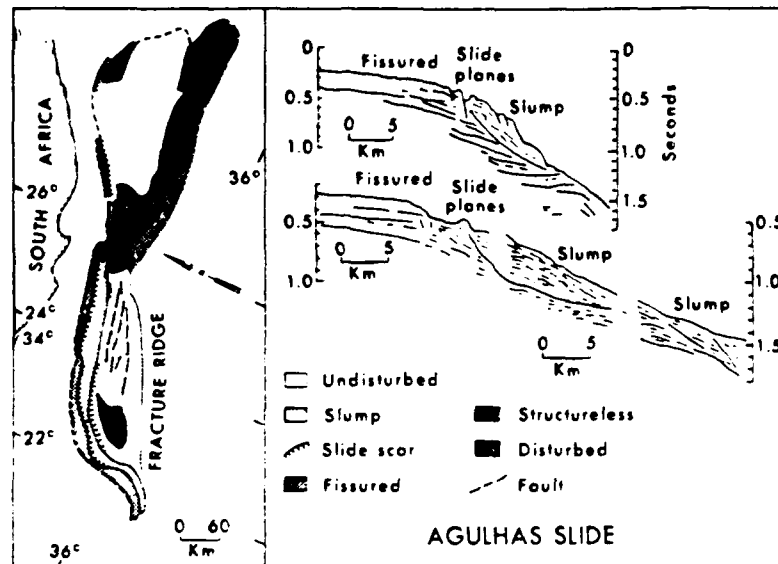 SOUTH AFRICA
26°
24°
34°
22°
36°
36°
FRACTURE RIDGE
0 60
Km
0
0.5
1.0
Fissured
Slide planes
Slump
0 5
Km
0
0.5
1.0
1.5
Seconds
Fissured
Slide planes
0.5
1.0
Slump
Slump
0 5
Km
0 5
Km
0.5
1.0
1.5
Undisturbed
Slump
Slide scar
Fissured
Structureless
Disturbed
Fault
AGULHAS SLIDE